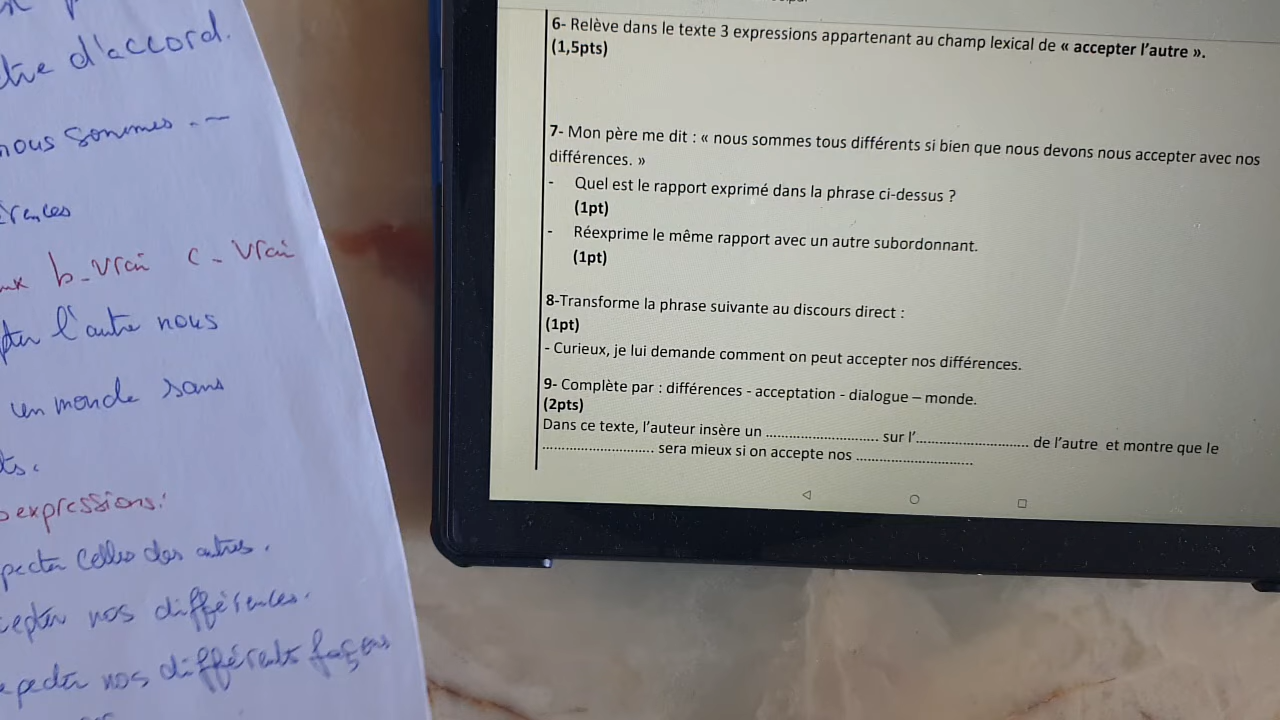 d'accord.
nous sommes . . —
b-vrai c-vrai
l'autre nous
un monde sans
expressions:
celles des autres.
nos différences.
nos différents façons
6- Relève dans le texte 3 expressions appartenant au champ lexical de « accepter l'autre ».
(1,5pts)
7- Mon père me dit : « nous sommes tous différents si bien que nous devons nous accepter avec nos
différences. »
- Quel est le rapport exprimé dans la phrase ci-dessus ?
(1pt)
- Réexprime le même rapport avec un autre subordonnant.
(1pt)
8-Transforme la phrase suivante au discours direct :
(1pt)
- Curieux, je lui demande comment on peut accepter nos différences.
9- Complète par : différences - acceptation - dialogue – monde.
(2pts)
Dans ce texte, l'auteur insère un ............................ sur l'............................ de l'autre et montre que le
............................ sera mieux si on accepte nos ............................